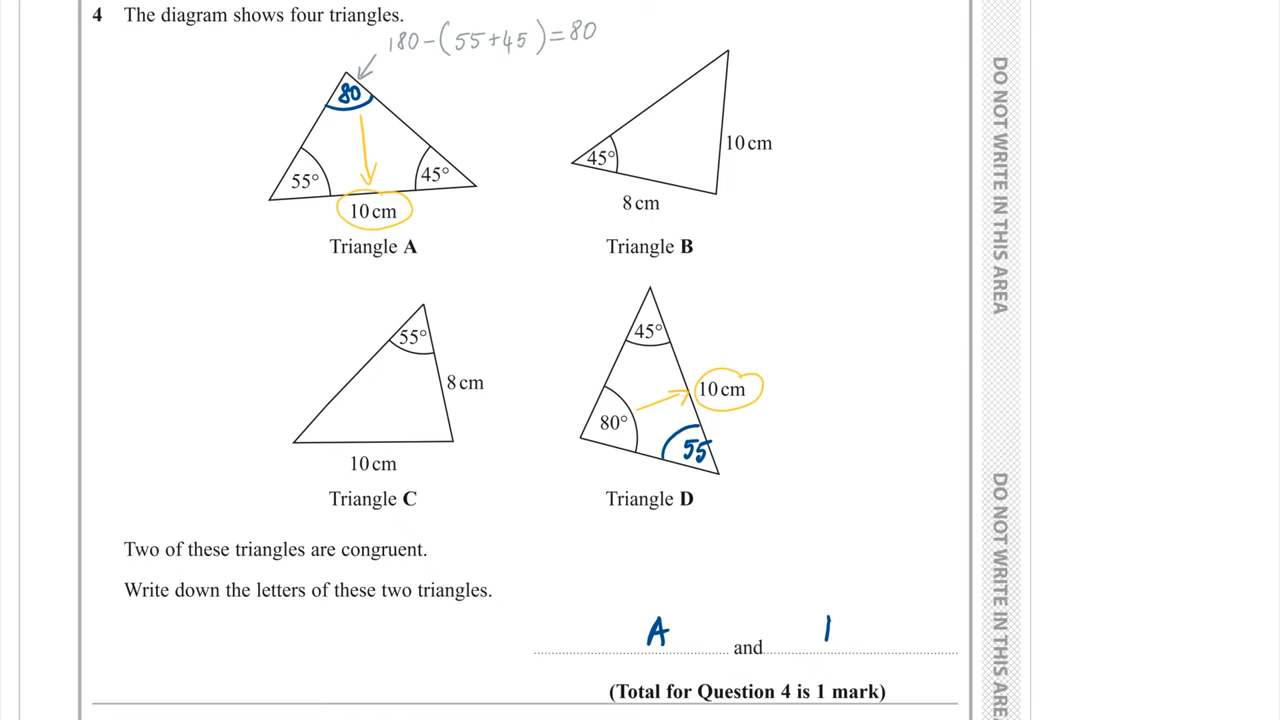 4 The diagram shows four triangles.
180-(55+45)=80
80
55°
45°
10 cm
Triangle A
45°
10 cm
8 cm
Triangle B
55°
8 cm
10 cm
Triangle C
45°
10 cm
80°
55
Triangle D
Two of these triangles are congruent.
Write down the letters of these two triangles.
A and
(Total for Question 4 is 1 mark)
DO NOT WRITE IN THIS AREA
DO NOT WRITE IN THIS AREA